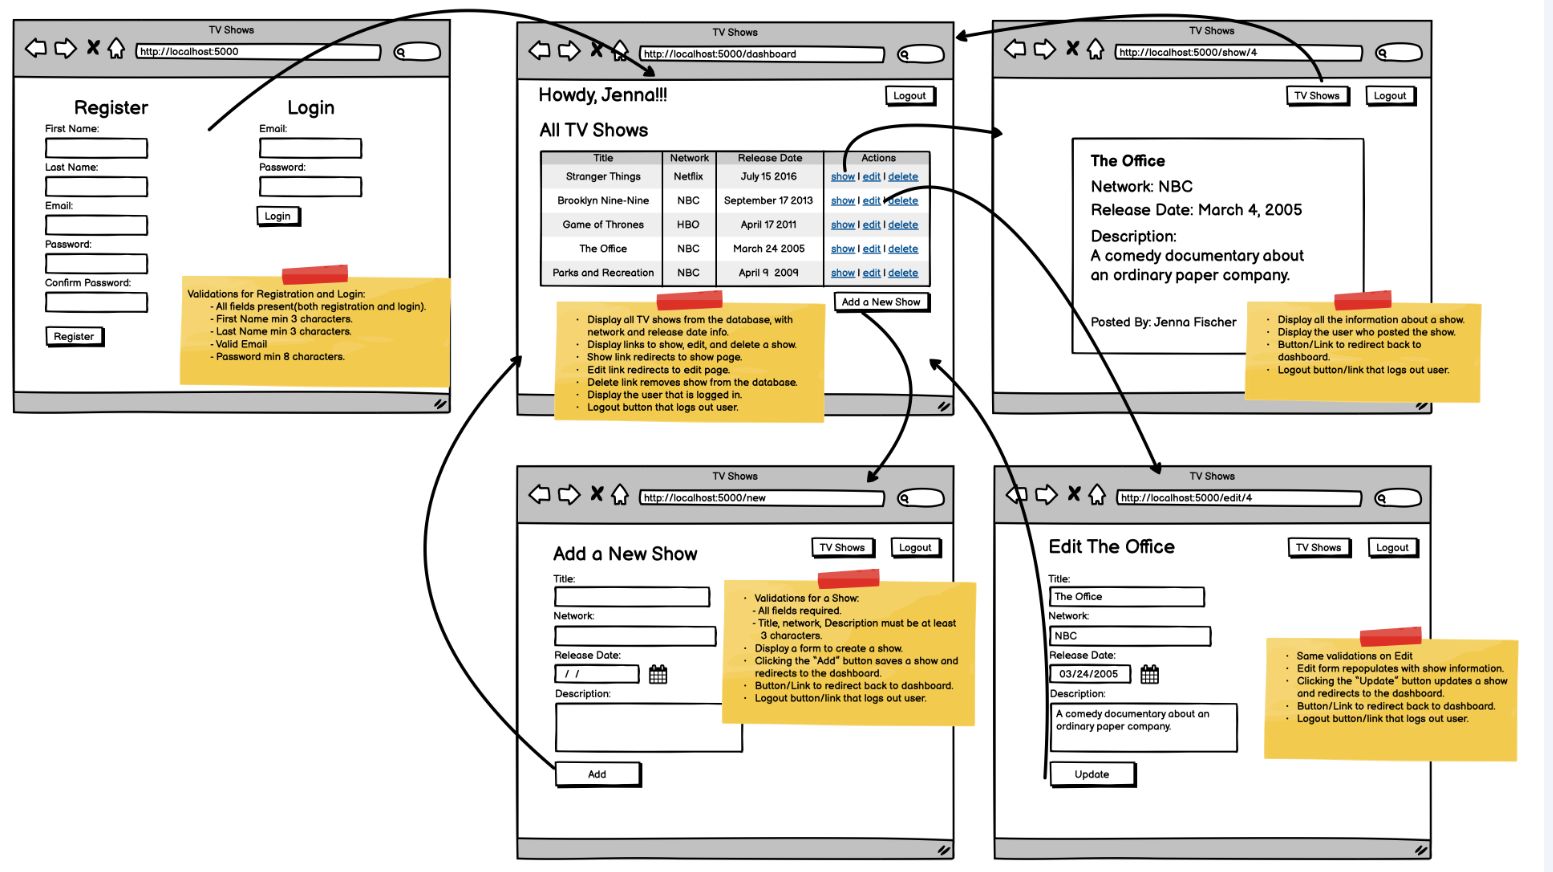 TV Shows
http://localhost:5000
Register
First Name:
Last Name:
Email:
Password:
Confirm Password:
Register
Login
Email:
Password:
Login
Validations for Registration and Login:
- All fields present(both registration and login).
- First Name min 3 characters.
- Last Name min 3 characters.
- Valid Email
- Password min 8 characters.
TV Shows
http://localhost:5000/dashboard
Howdy, Jenna!!!
Logout
All TV Shows
Title Network Release Date Actions
Stranger Things Netflix July 15 2016 show | edit | delete
Brooklyn Nine-Nine NBC September 17 2013 show | edit | delete
Game of Thrones HBO April 17 2011 show | edit | delete
The Office NBC March 24 2005 show | edit | delete
Parks and Recreation NBC April 9 2009 show | edit | delete
Add a New Show
· Display all TV shows from the database, with
network and release date info.
· Display links to show, edit, and delete a show.
· Show link redirects to show page.
· Edit link redirects to edit page.
· Delete link removes show from the database.
· Display the user that is logged in.
· Logout button that logs out user.
TV Shows
http://localhost:5000/show/4
TV Shows Logout
The Office
Network: NBC
Release Date: March 4, 2005
Description:
A comedy documentary about
an ordinary paper company.
Posted By: Jenna Fischer
· Display all the information about a show.
· Display the user who posted the show.
· Button/Link to redirect back to
dashboard.
· Logout button/link that logs out user.
TV Shows
http://localhost:5000/new
Add a New Show
TV Shows Logout
Title:
Network:
Release Date:
/ /
Description:
Add
· Validations for a Show:
- All fields required.
- Title, network, Description must be at least
3 characters.
· Display a form to create a show.
· Clicking the “Add” button saves a show and
redirects to the dashboard.
· Button/Link to redirect back to dashboard.
· Logout button/link that logs out user.
TV Shows
http://localhost:5000/edit/4
Edit The Office
TV Shows Logout
Title:
The Office
Network:
NBC
Release Date:
03/24/2005
Description:
A comedy documentary about an
ordinary paper company.
Update
· Same validations on Edit
· Edit form repopulates with show information.
· Clicking the “Update” button updates a show
and redirects to the dashboard.
· Button/Link to redirect back to dashboard.
· Logout button/link that logs out user.